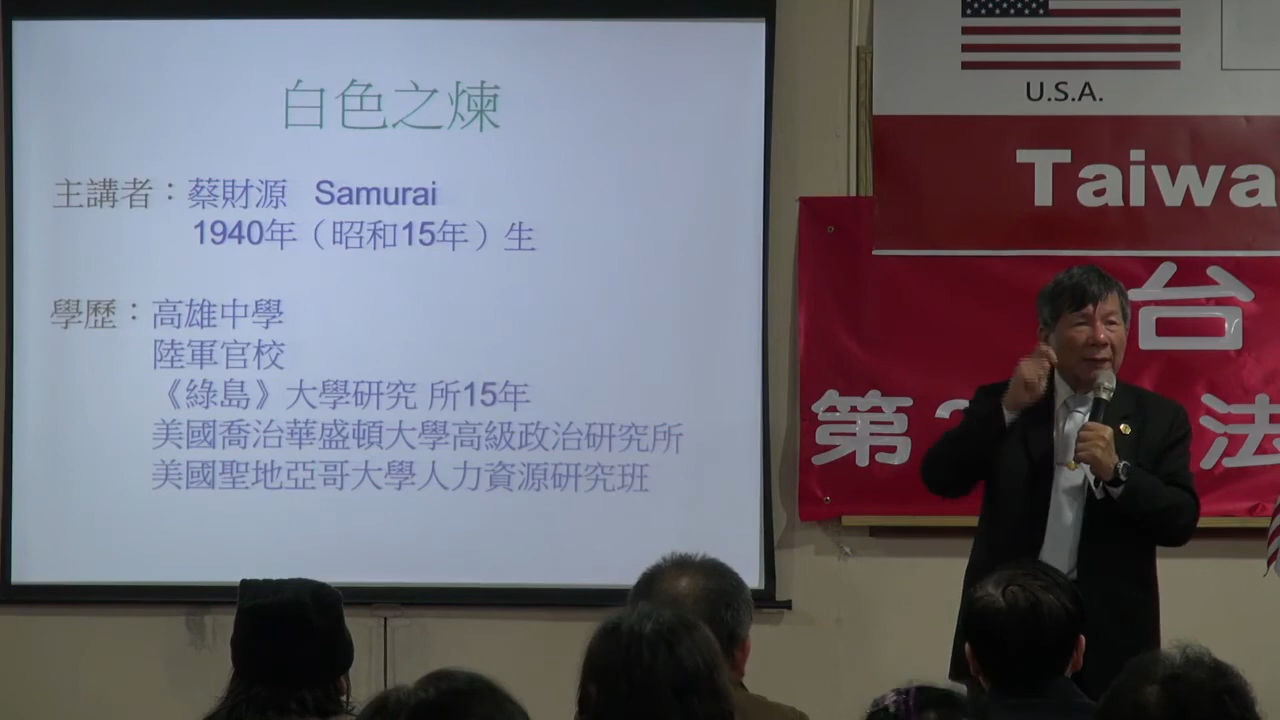 白色之煉
主講者：蔡財源 Samurai
1940年（昭和15年）生
學歷：高雄中學
陸軍官校
《綠島》大學研究 所15年
美國喬治華盛頓大學高級政治研究所
美國聖地亞哥大學人力資源研究班
U.S.A.
Taiwa
台
第2 法